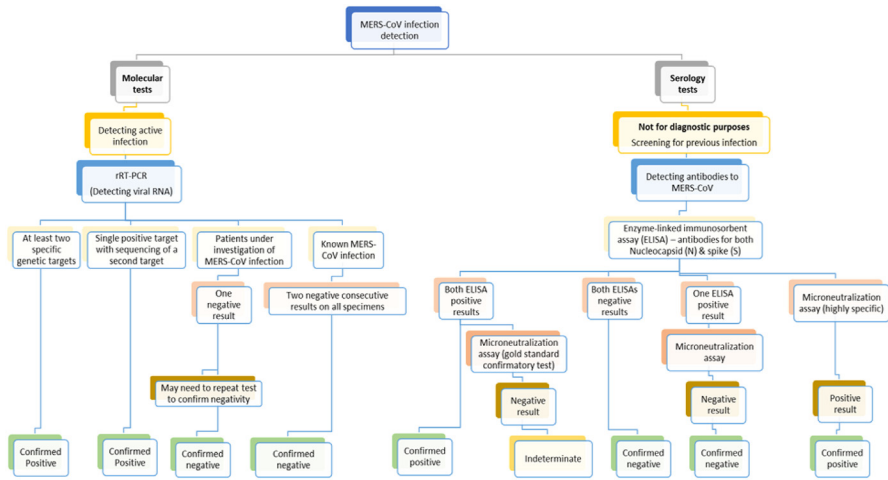 MERS-CoV infection
detection
Molecular
tests
Serology
tests
Detecting active
infection
Not for diagnostic purposes
Screening for previous infection
rRT-PCR
(Detecting viral RNA)
Detecting antibodies to
MERS-CoV
At least two
specific
genetic targets
Single positive target
with sequencing of a
second target
Patients under
investigation of
MERS-CoV infection
Known MERS-
CoV infection
Enzyme-linked immunosorbent
assay (ELISA) – antibodies for both
Nucleocapsid (N) & spike (S)
One
negative
result
Two negative consecutive
results on all specimens
Both ELISA
positive
results
Both ELISAs
negative
results
One ELISA
positive
result
Microneutralization
assay (highly specific)
Microneutralization
assay (gold standard
confirmatory test)
Microneutralization
assay
May need to repeat test
to confirm negativity
Negative
result
Negative
result
Positive
result
Confirmed
Positive
Confirmed
Positive
Confirmed
negative
Confirmed
negative
Confirmed
positive
Indeterminate
Confirmed
negative
Confirmed
negative
Confirmed
positive